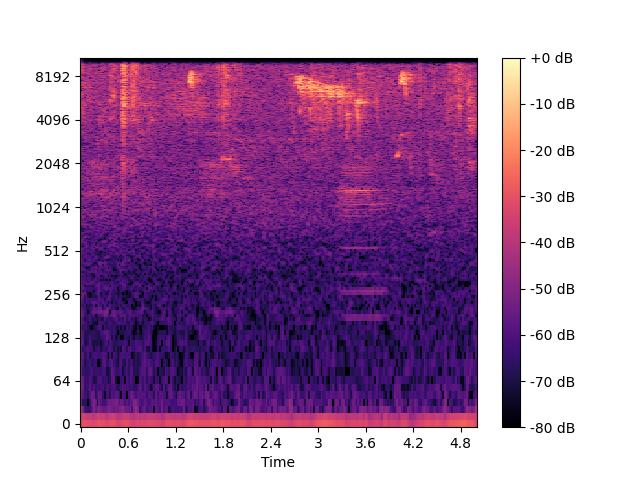 8192
4096
2048
1024
512
256
128
64
0
Hz
0 0.6 1.2 1.8 2.4 3 3.6 4.2 4.8
Time
+0 dB
-10 dB
-20 dB
-30 dB
-40 dB
-50 dB
-60 dB
-70 dB
-80 dB